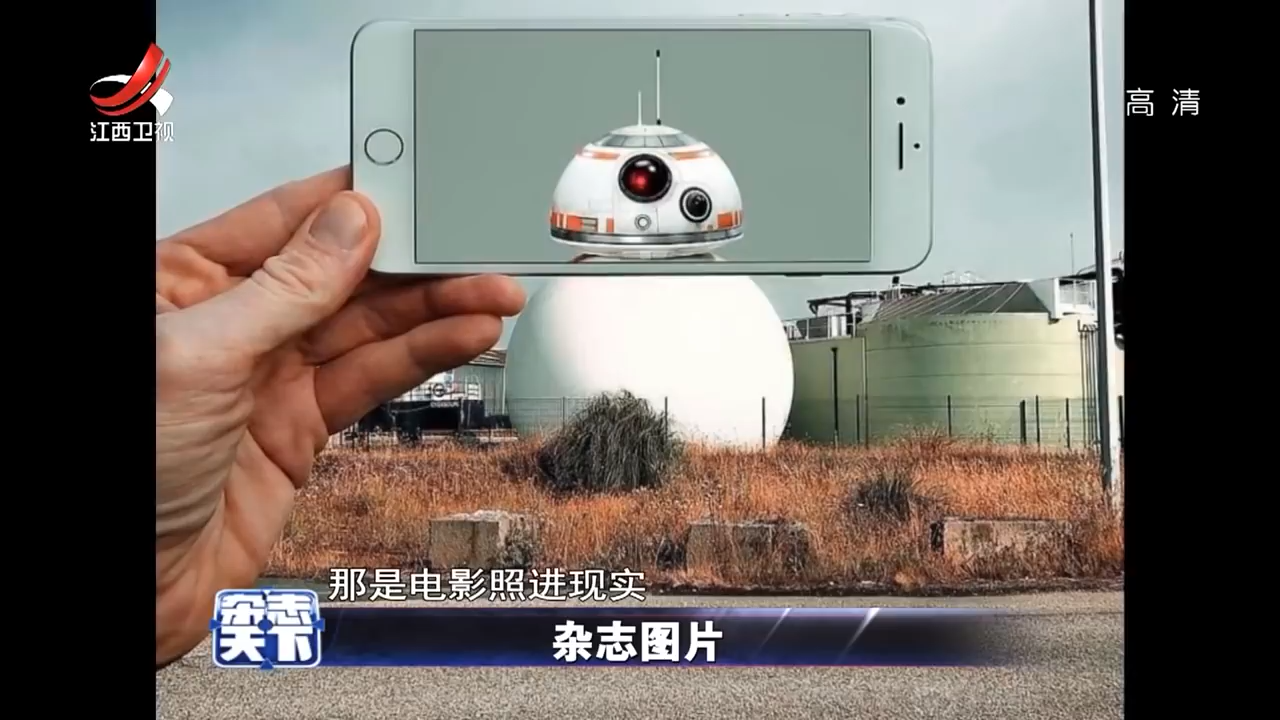 江西卫视
高清
那是电影照进现实
杂志天下
杂志图片